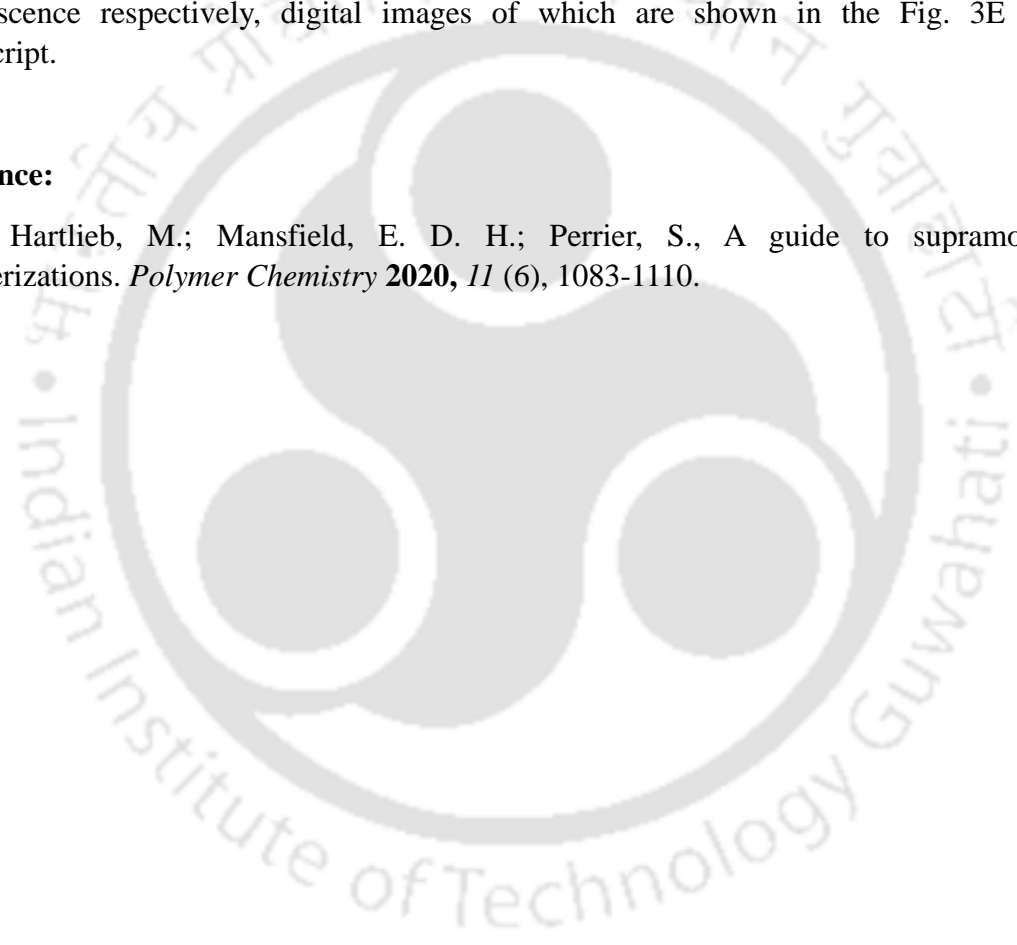 scence respectively, digital images of which are shown in the Fig. 3E
cript.
nce:
Hartlieb, M.; Mansfield, E. D. H.; Perrier, S., A guide to supramo
erizations. Polymer Chemistry 2020, 11 (6), 1083-1110.
Indian Institute of Technology Guwahati